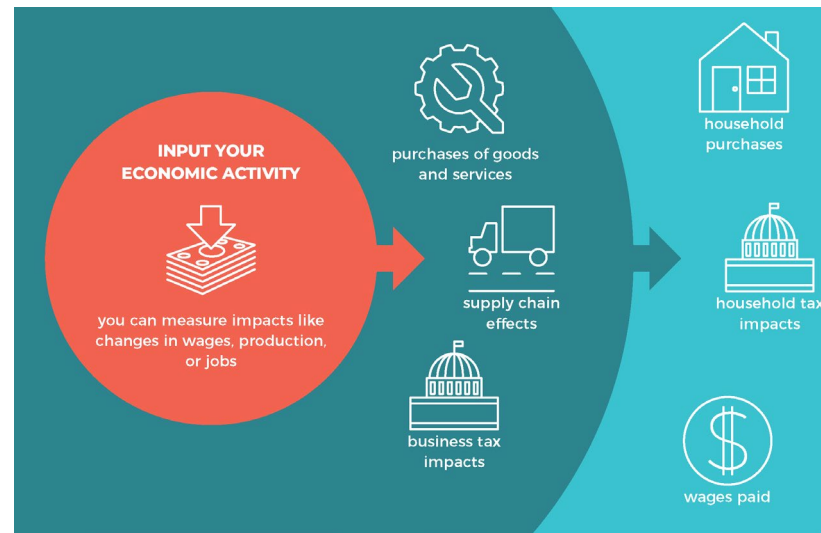 INPUT YOUR
ECONOMIC ACTIVITY
you can measure impacts like
changes in wages, production,
or jobs
purchases of goods
and services
supply chain
effects
business tax
impacts
household
purchases
household tax
impacts
wages paid